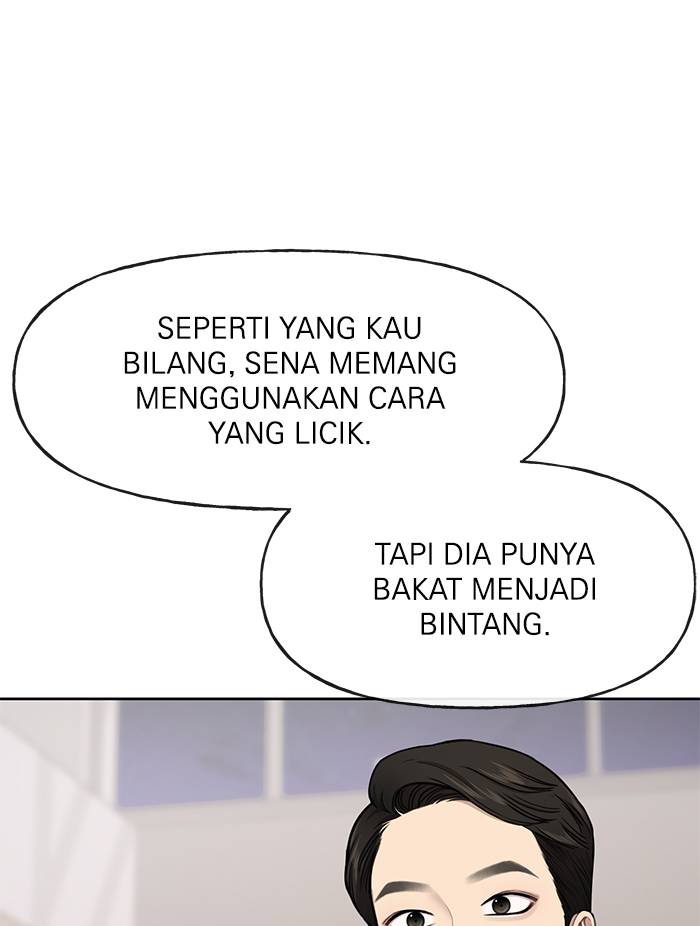 SEPERTI YANG KAU
BILANG, SENA MEMANG
MENGGUNAKAN CARA
YANG LICIK.
TAPI DIA PUNYA
BAKAT MENJADI
BINTANG.